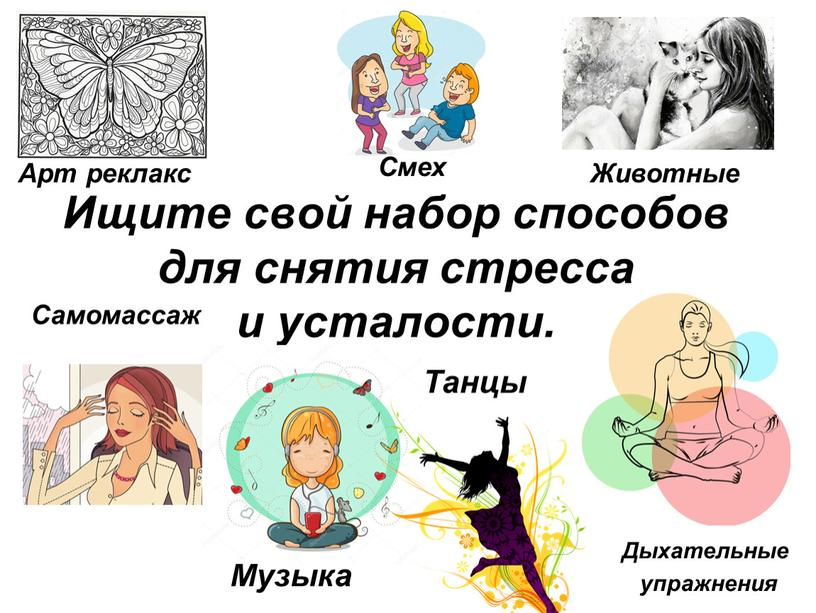 Арт реклакс
Смех
Животные
Ищите свой набор способов
для снятия стресса
и усталости.
Самомассаж
Танцы
Музыка
Дыхательные
упражнения